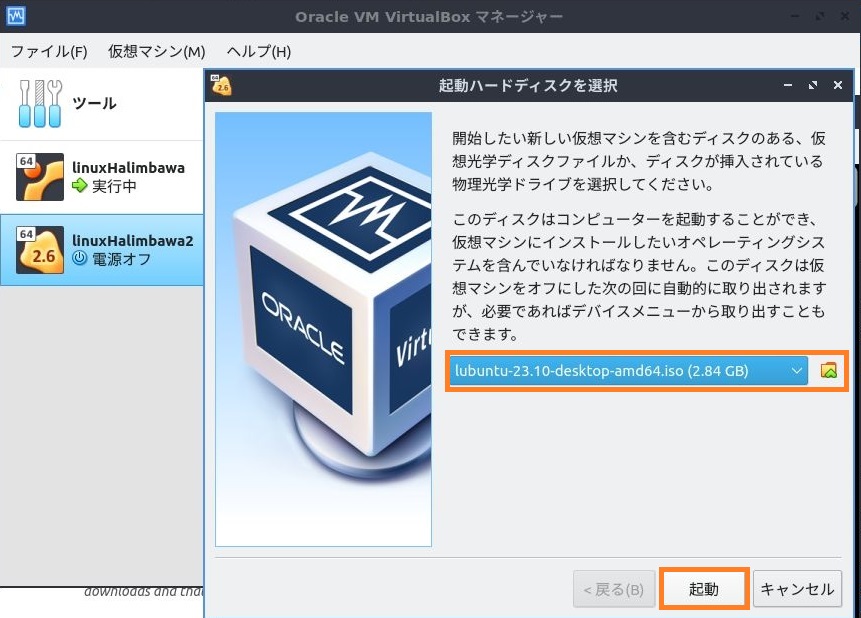 Oracle VM VirtualBox マネージャー
ファイル(F) 仮想マシン(M) ヘルプ(H)
ツール
64
linuxHalimbawa
実行中
64
2.6
linuxHalimbawa2
電源オフ
64
2.6
起動ハードディスクを選択
ORACLE
Virtu
開始したい新しい仮想マシンを含むディスクのある、仮
想光学ディスクファイルか、ディスクが挿入されている
物理光学ドライブを選択してください。
このディスクはコンピューターを起動することができ、
仮想マシンにインストールしたいオペレーティングシス
テムを含んでいなければなりません。このディスクは仮
想マシンをオフにした次の回に自動的に取り出されます
が、必要であればデバイスメニューから取り出すことも
できます。
lubuntu-23.10-desktop-amd64.iso (2.84 GB)
< 戻る(B) 起動 キャンセル
downloads and that